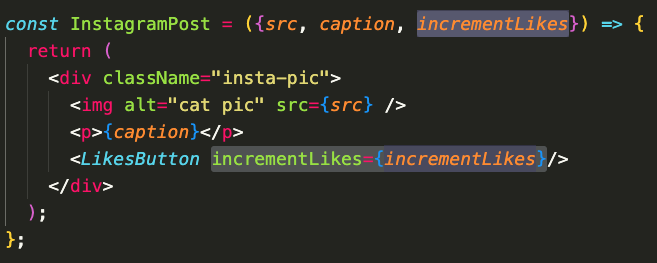 const InstagramPost = ({src, caption, incrementLikes}) => {
  return (
    <div className="insta-pic">
      <img alt="cat pic" src={src} />
      <p>{caption}</p>
      <LikesButton incrementLikes={incrementLikes}/>
    </div>
  );
};